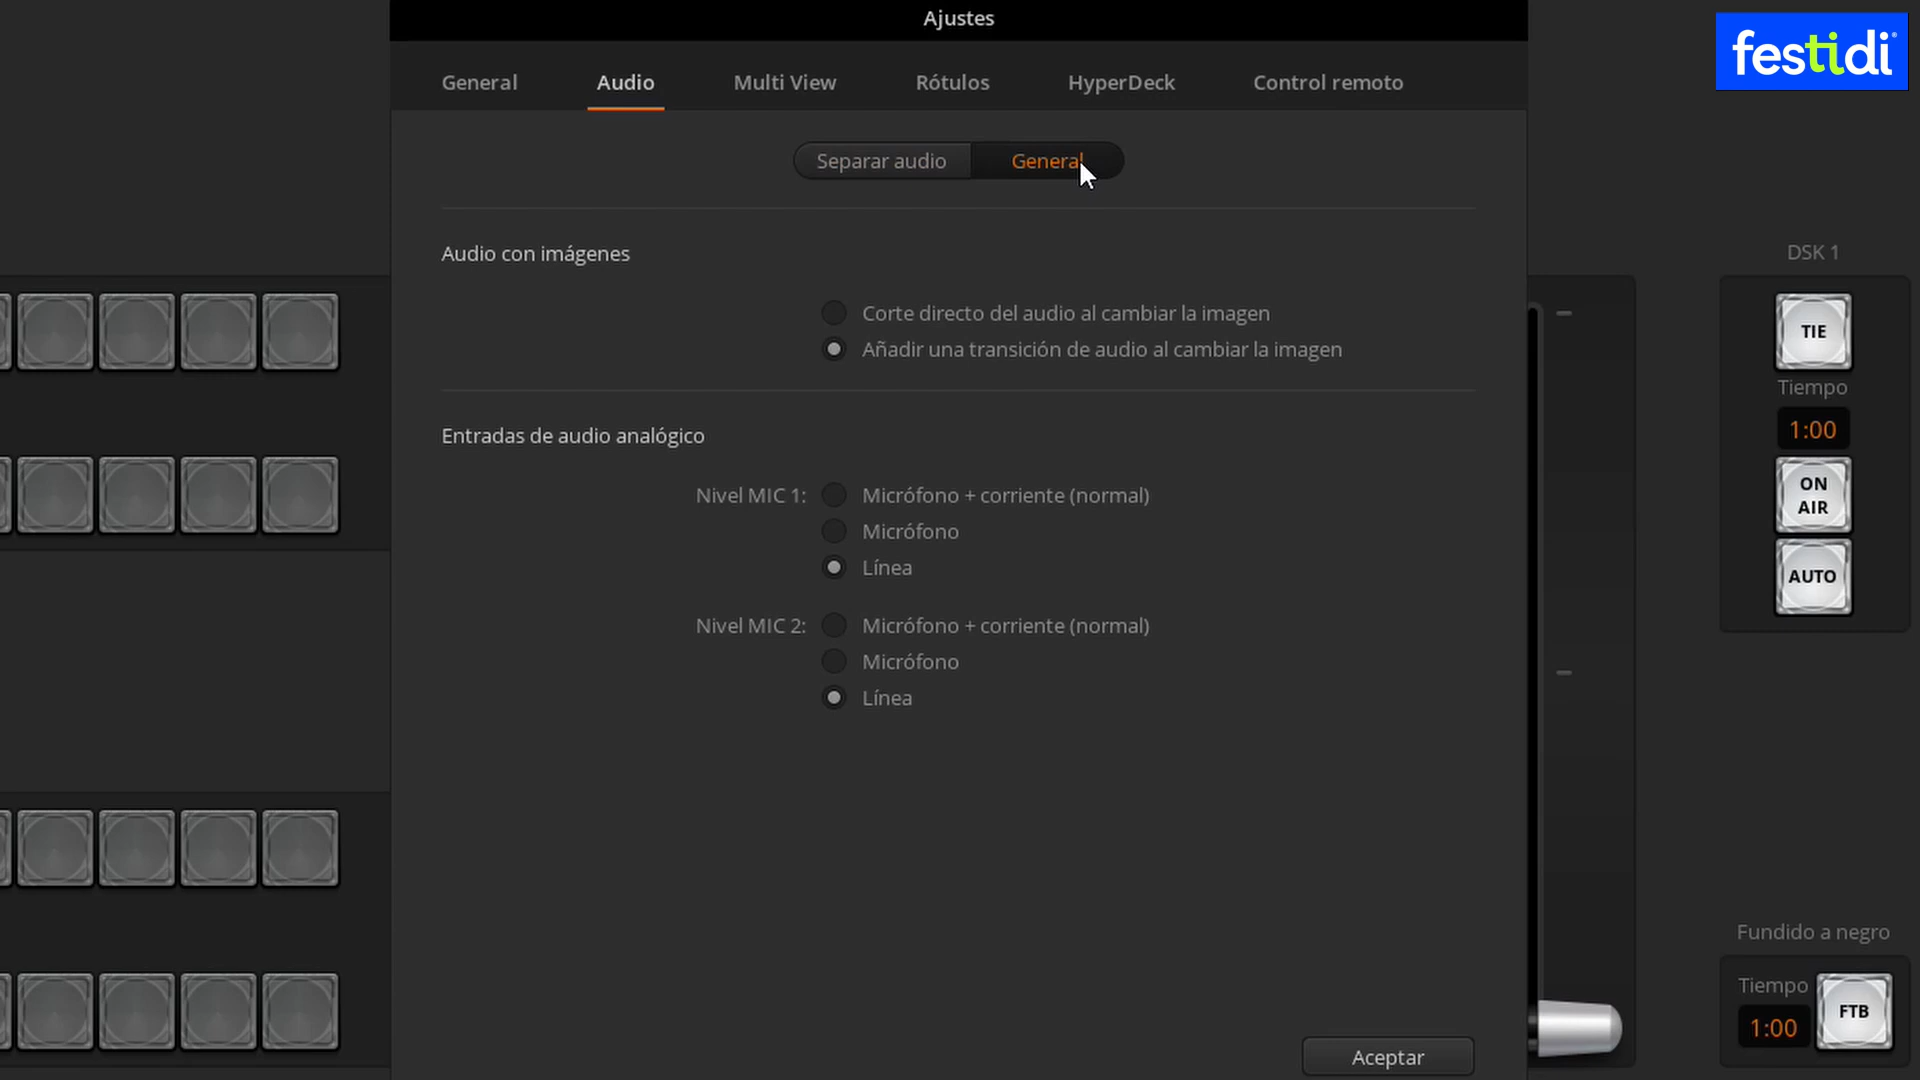 Ajustes
festidi
General Audio Multi View Rótulos HyperDeck Control remoto
Separar audio General
Audio con imágenes
Corte directo del audio al cambiar la imagen
Añadir una transición de audio al cambiar la imagen
Entradas de audio analógico
Nivel MIC 1: Micrófono + corriente (normal)
Micrófono
Línea
Nivel MIC 2: Micrófono + corriente (normal)
Micrófono
Línea
Aceptar
DSK 1
TIE
Tiempo
1:00
ON
AIR
AUTO
Fundido a negro
Tiempo
1:00
FTB